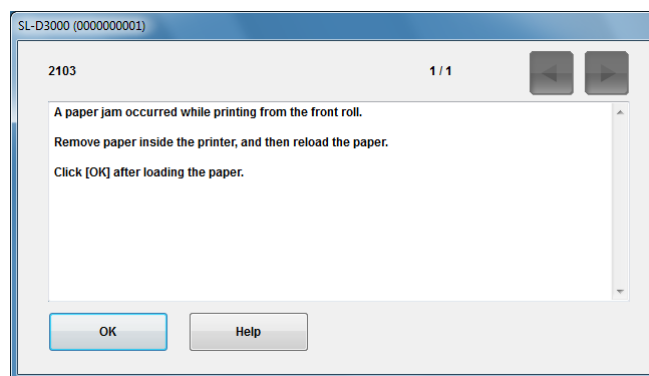 SL-D3000 (0000000001)
2103
1 / 1
A paper jam occurred while printing from the front roll.
Remove paper inside the printer, and then reload the paper.
Click [OK] after loading the paper.
OK
Help